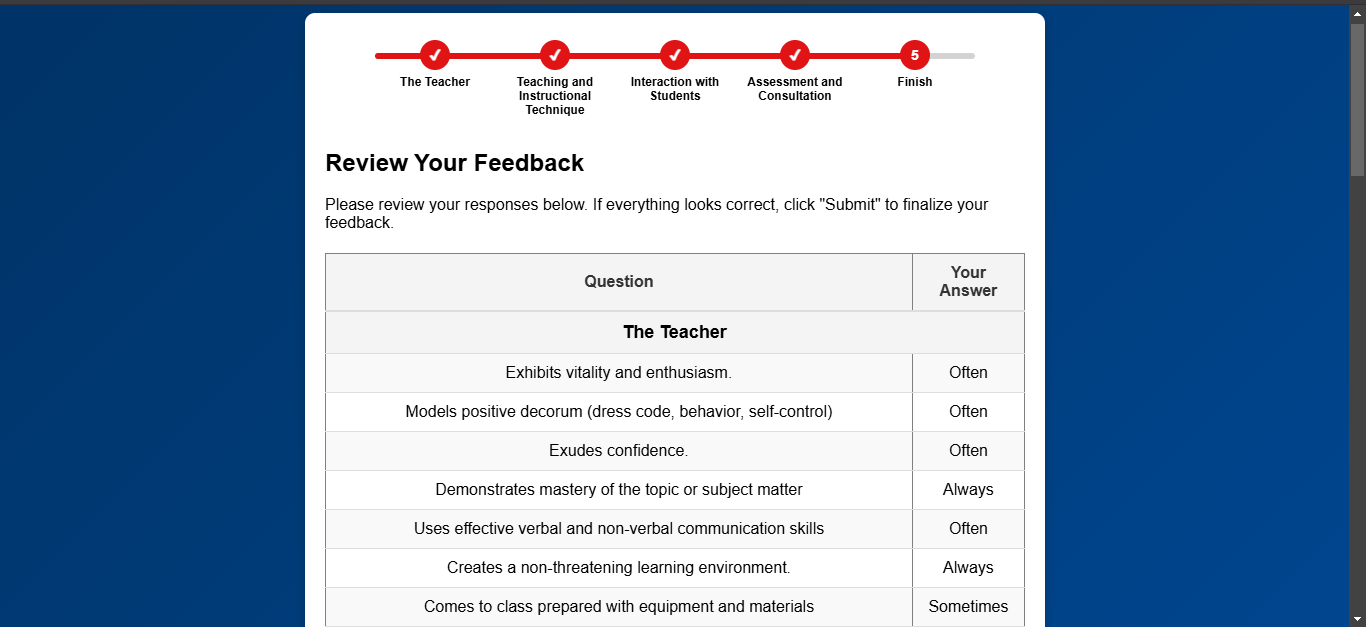 5
The Teacher
Teaching and
Instructional
Technique
Interaction with
Students
Assessment and
Consultation
Finish
Review Your Feedback
Please review your responses below. If everything looks correct, click "Submit" to finalize your
feedback.
Question
Your
Answer
The Teacher
Exhibits vitality and enthusiasm.
Often
Models positive decorum (dress code, behavior, self-control)
Often
Exudes confidence.
Often
Demonstrates mastery of the topic or subject matter
Always
Uses effective verbal and non-verbal communication skills
Often
Creates a non-threatening learning environment.
Always
Comes to class prepared with equipment and materials
Sometimes